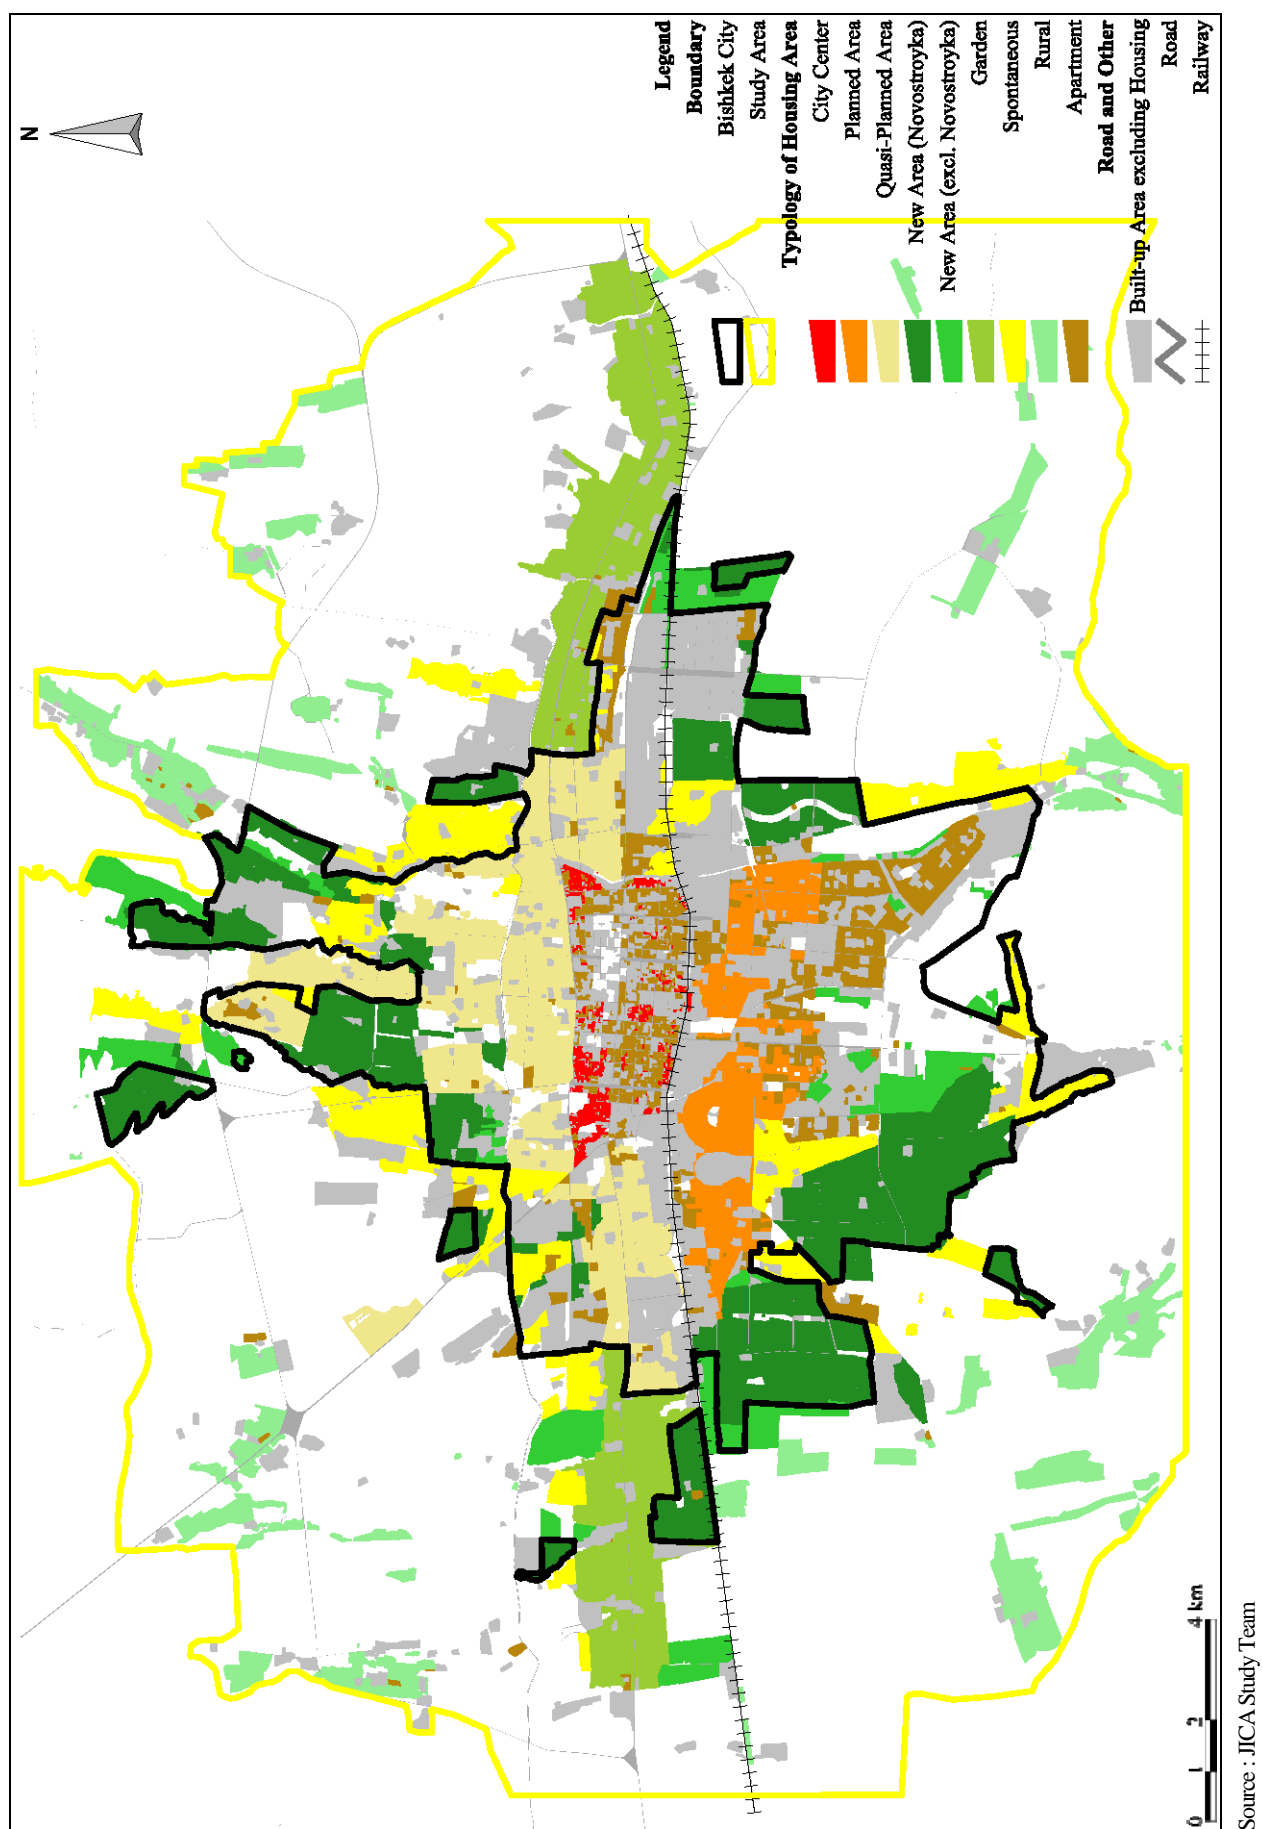 N
Legend
Boundary
Bishkek City
Study Area
Typology of Housing Area
City Center
Planned Area
Quasi-Planned Area
New Area (Novostroyka)
New Area (excl. Novostroyka)
Garden
Spontaneous
Rural
Apartment
Road and Other
Built-up Area excluding Housing
Road
Railway
0 1 2 4 km
Source : JICA Study Team